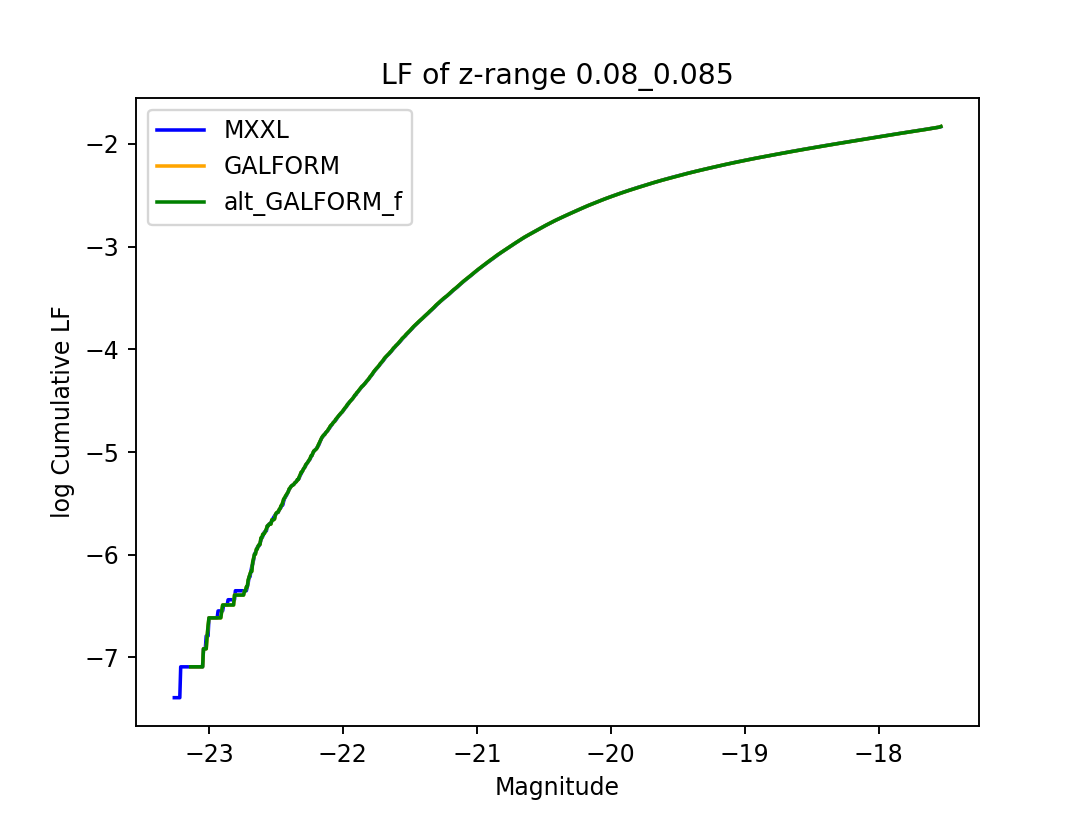 LF of z-range 0.08_0.085
MXXL
GALFORM
alt_GALFORM_f
log Cumulative LF
−2
−3
−4
−5
−6
−7
−23
−22
−21
−20
−19
−18
Magnitude